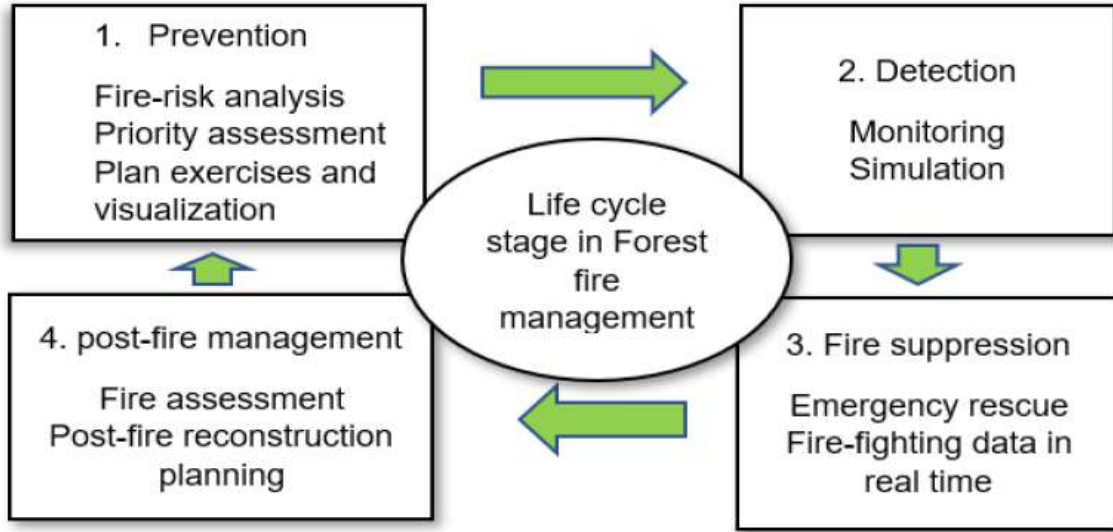 1. Prevention
Fire-risk analysis
Priority assessment
Plan exercises and
visualization
2. Detection
Monitoring
Simulation
Life cycle
stage in Forest
fire
management
3. Fire suppression
Emergency rescue
Fire-fighting data in
real time
4. post-fire management
Fire assessment
Post-fire reconstruction
planning